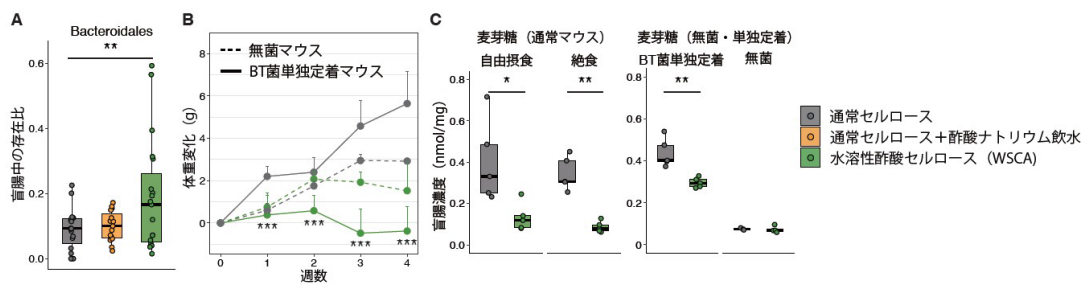 A
Bacteroidales
**
盲腸中の存在比
0.6
0.4
0.2
0.0
B
無菌マウス
BT菌単独定着マウス
体重変化（g）
8
6
4
2
0
***
***
***
***
0 1 2 3 4
週数
C
麦芽糖（通常マウス）
自由摂食 絶食
*
**
盲腸濃度（nmol/mg）
0.8
0.6
0.4
0.2
0.0
麦芽糖（無菌・単独定着）
BT菌単独定着 無菌
**
0.8
0.6
0.4
0.2
0
通常セルロース
通常セルロース＋酢酸ナトリウム飲水
水溶性酢酸セルロース（WSCA）